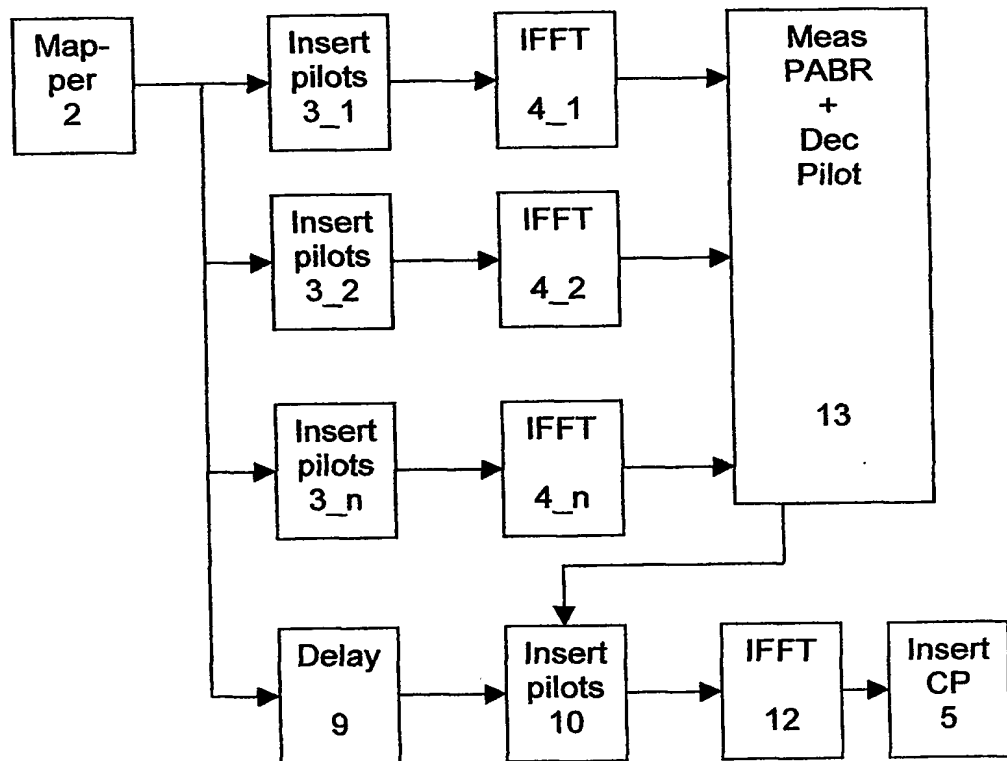 Map-
per
2
Insert
pilots
3_1
IFFT
4_1
Meas
PABR
+
Dec
Pilot
13
Insert
pilots
3_2
IFFT
4_2
Insert
pilots
3_n
IFFT
4_n
Delay
9
Insert
pilots
10
IFFT
12
Insert
CP
5